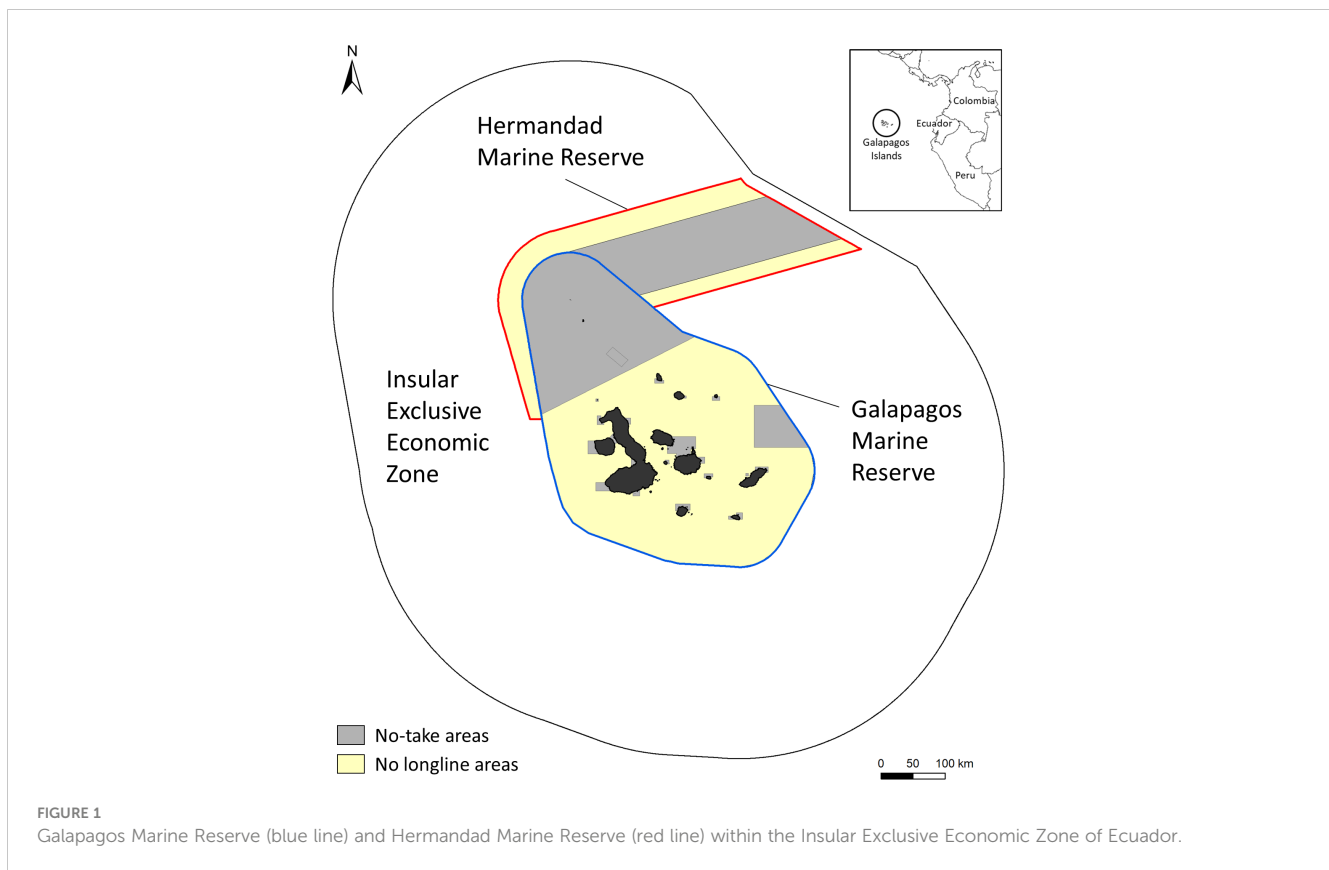 N
Hermandad
Marine Reserve
Colombia
Ecuador
Galapagos
Islands
Peru
Insular
Exclusive
Economic
Zone
Galapagos
Marine
Reserve
No-take areas
No longline areas
0 50 100 km
FIGURE 1
Galapagos Marine Reserve (blue line) and Hermandad Marine Reserve (red line) within the Insular Exclusive Economic Zone of Ecuador.